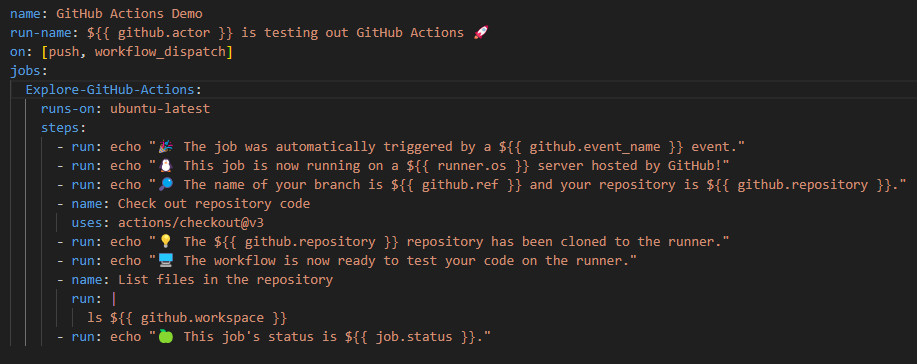 name: GitHub Actions Demo
run-name: ${{ github.actor }} is testing out GitHub Actions 🚀
on: [push, workflow_dispatch]
jobs:
  Explore-GitHub-Actions:
    runs-on: ubuntu-latest
    steps:
      - run: echo "🎉 The job was automatically triggered by a ${{ github.event_name }} event."
      - run: echo "🐧 This job is now running on a ${{ runner.os }} server hosted by GitHub!"
      - run: echo "🔎 The name of your branch is ${{ github.ref }} and your repository is ${{ github.repository }}."
      - name: Check out repository code
        uses: actions/checkout@v3
      - run: echo "💡 The ${{ github.repository }} repository has been cloned to the runner."
      - run: echo "🖥️ The workflow is now ready to test your code on the runner."
      - name: List files in the repository
        run: |
          ls ${{ github.workspace }}
      - run: echo "🍏 This job's status is ${{ job.status }}."